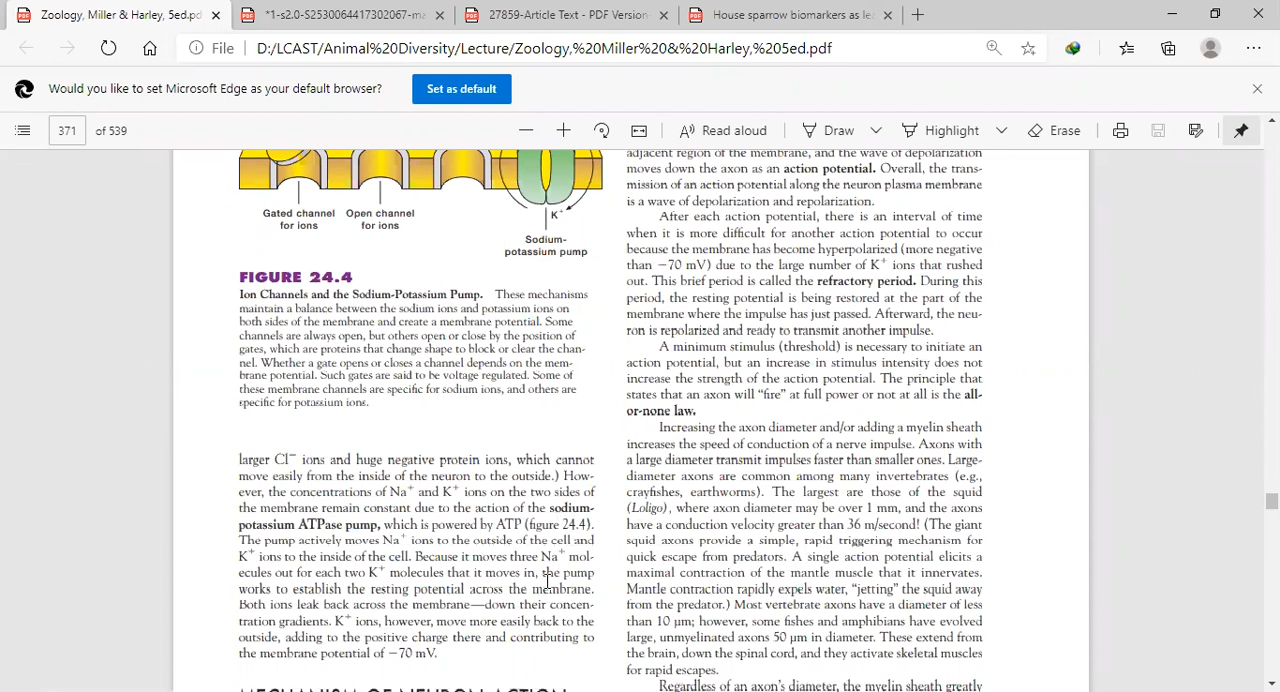 Zoology, Miller & Harley, 5ed.pd
*1-s2.0-S2530064417302067-ma
27859-Article Text - PDF Version-
House sparrow biomarkers as lea
File
D:/LCAST/Animal%20Diversity/Lecture/Zoology,%20Miller%20&%20Harley,%205ed.pdf
Would you like to set Microsoft Edge as your default browser?
Set as default
371
of 539
Read aloud
Draw
Highlight
Erase
Gated channel
for ions
Open channel
for ions
K+
Sodium-
potassium pump
FIGURE 24.4
Ion Channels and the Sodium-Potassium Pump. These mechanisms
maintain a balance between the sodium ions and potassium ions on
both sides of the membrane and create a membrane potential. Some
channels are always open, but others open or close by the position of
gates, which are proteins that change shape to block or clear the chan-
nel. Whether a gate opens or closes a channel depends on the mem-
brane potential. Such gates are said to be voltage regulated. Some of
these membrane channels are specific for sodium ions, and others are
specific for potassium ions.
larger Cl− ions and huge negative protein ions, which cannot
move easily from the inside of the neuron to the outside.) How-
ever, the concentrations of Na+ and K+ ions on the two sides of
the membrane remain constant due to the action of the sodium-
potassium ATPase pump, which is powered by ATP (figure 24.4).
The pump actively moves Na+ ions to the outside of the cell and
K+ ions to the inside of the cell. Because it moves three Na+ mol-
ecules out for each two K+ molecules that it moves in, the pump
works to establish the resting potential across the membrane.
Both ions leak back across the membrane—down their concen-
tration gradients. K+ ions, however, move more easily back to the
outside, adding to the positive charge there and contributing to
the membrane potential of −70 mV.
MECHANISM OF NEURON ACTION
adjacent region of the membrane, and the wave of depolarization
moves down the axon as an action potential. Overall, the trans-
mission of an action potential along the neuron plasma membrane
is a wave of depolarization and repolarization.
After each action potential, there is an interval of time
when it is more difficult for another action potential to occur
because the membrane has become hyperpolarized (more negative
than −70 mV) due to the large number of K+ ions that rushed
out. This brief period is called the refractory period. During this
period, the resting potential is being restored at the part of the
membrane where the impulse has just passed. Afterward, the neu-
ron is repolarized and ready to transmit another impulse.
A minimum stimulus (threshold) is necessary to initiate an
action potential, but an increase in stimulus intensity does not
increase the strength of the action potential. The principle that
states that an axon will “fire” at full power or not at all is the all-
or-none law.
Increasing the axon diameter and/or adding a myelin sheath
increases the speed of conduction of a nerve impulse. Axons with
a large diameter transmit impulses faster than smaller ones. Large-
diameter axons are common among many invertebrates (e.g.,
crayfishes, earthworms). The largest are those of the squid
(Loligo), where axon diameter may be over 1 mm, and the axons
have a conduction velocity greater than 36 m/second! (The giant
squid axons provide a simple, rapid triggering mechanism for
quick escape from predators. A single action potential elicits a
maximal contraction of the mantle muscle that it innervates.
Mantle contraction rapidly expels water, “jetting” the squid away
from the predator.) Most vertebrate axons have a diameter of less
than 10 μm; however, some fishes and amphibians have evolved
large, unmyelinated axons 50 μm in diameter. These extend from
the brain, down the spinal cord, and they activate skeletal muscles
for rapid escapes.
Regardless of an axon's diameter, the myelin sheath greatly